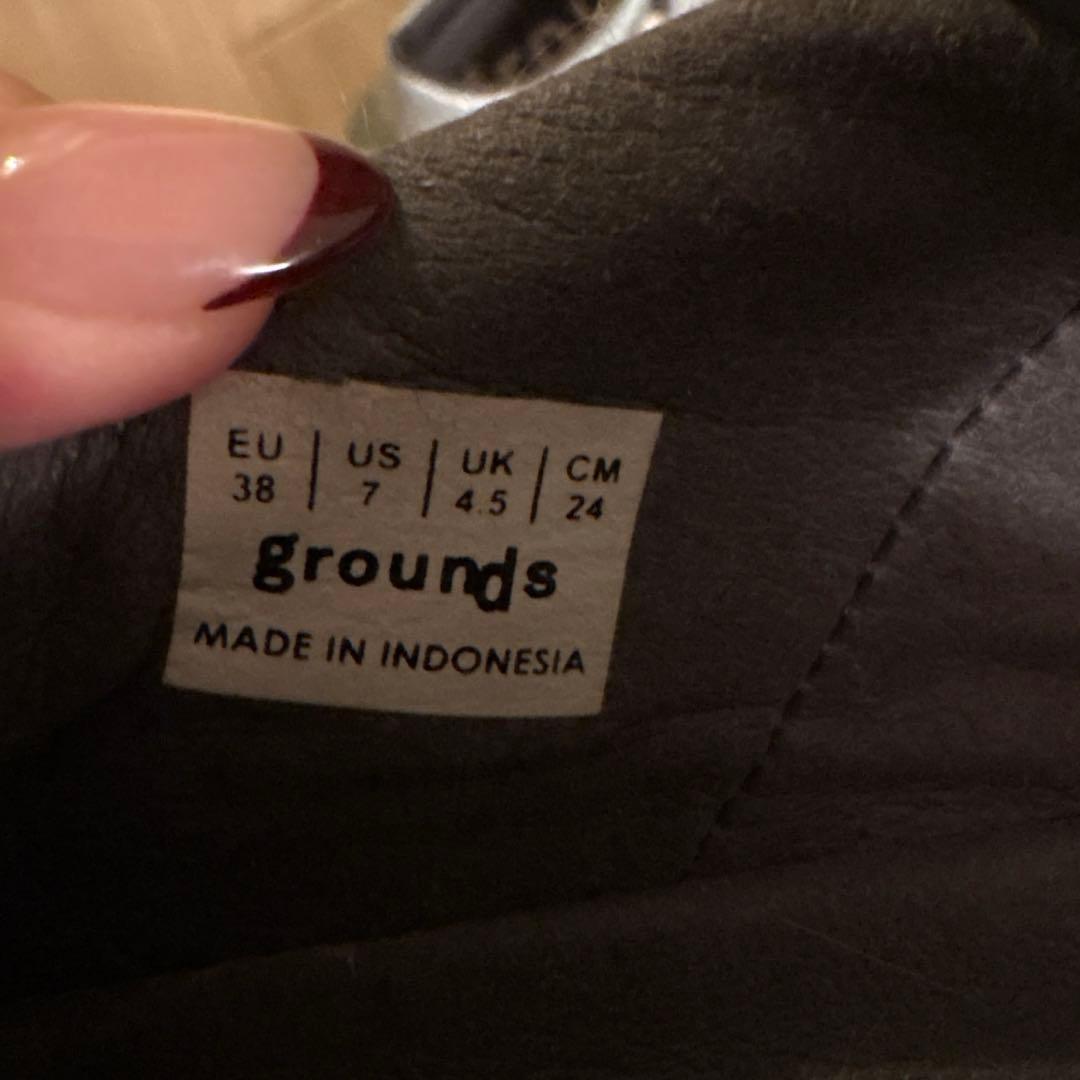 EU | US | UK | CM
38 | 7 | 4.5 | 24
grounds
MADE IN INDONESIA